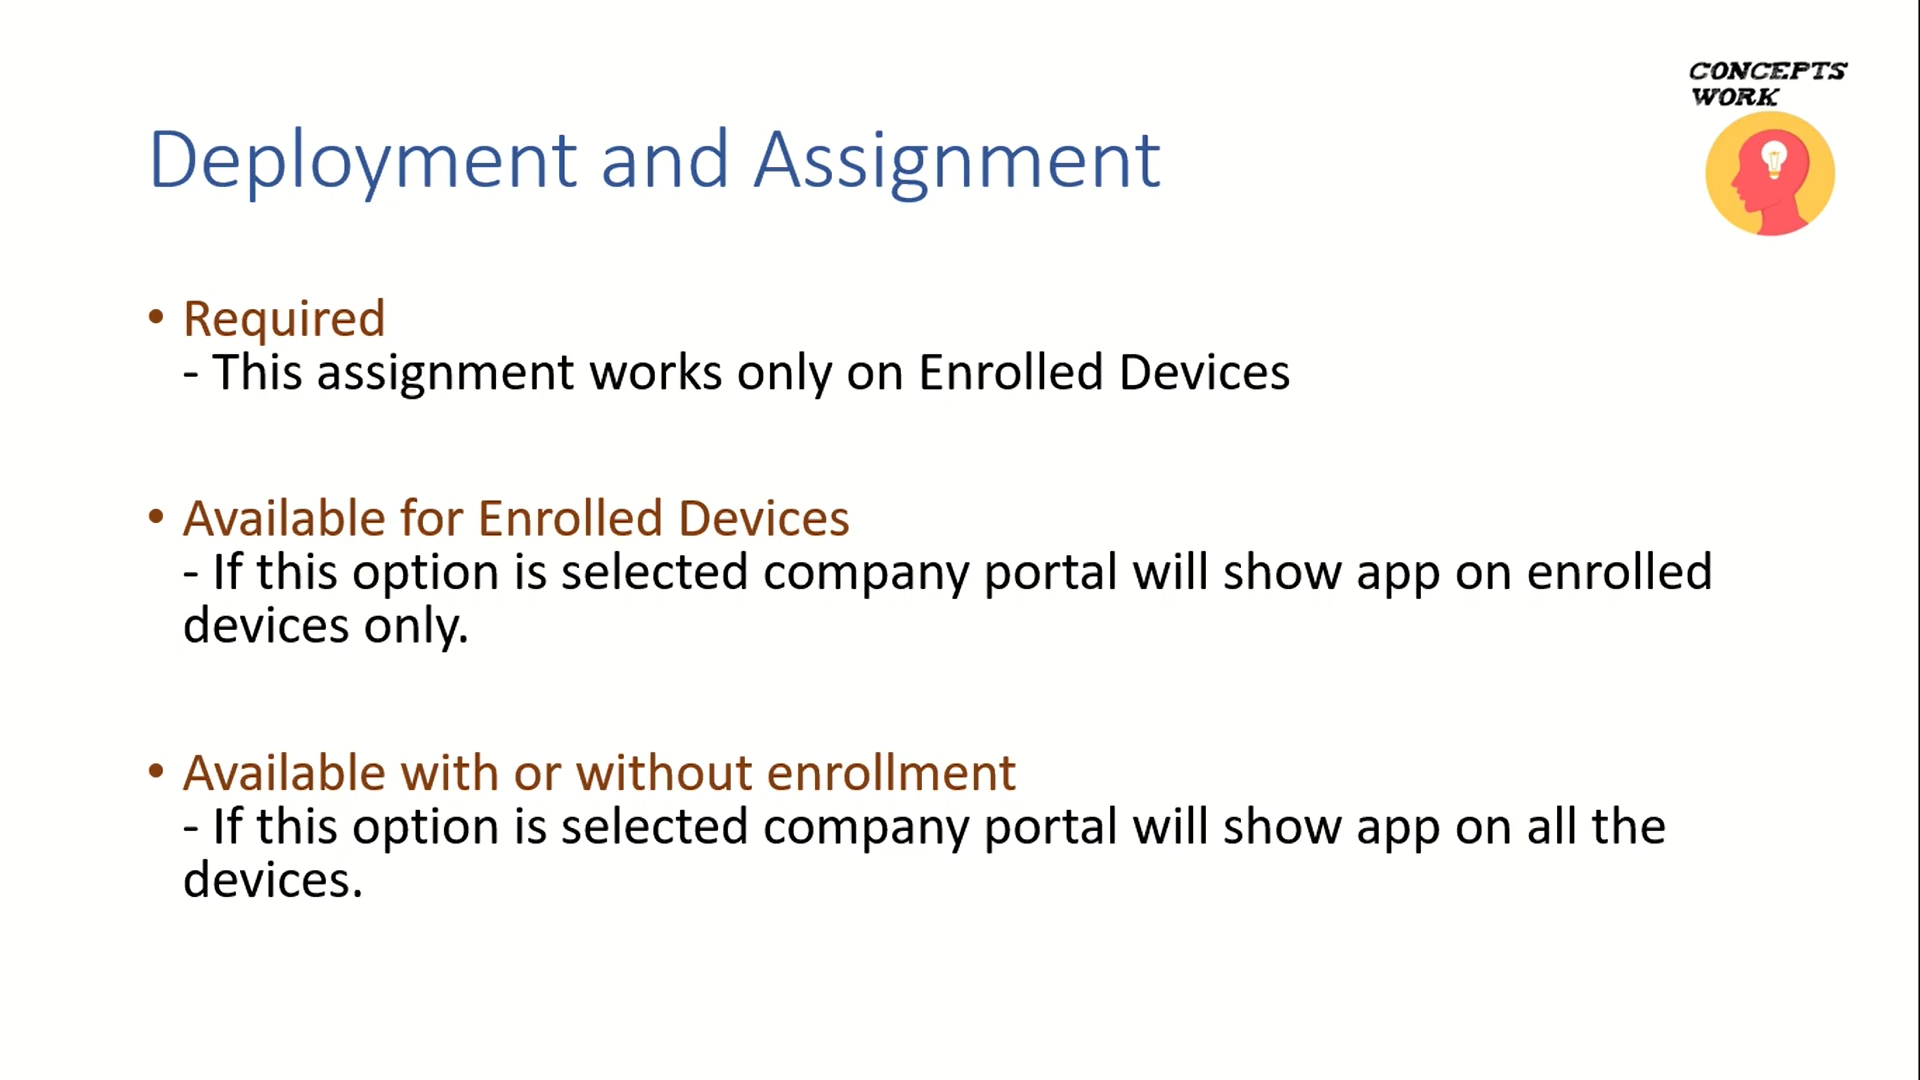 CONCEPTS
WORK
Deployment and Assignment
• Required
- This assignment works only on Enrolled Devices
• Available for Enrolled Devices
- If this option is selected company portal will show app on enrolled
devices only.
• Available with or without enrollment
- If this option is selected company portal will show app on all the
devices.